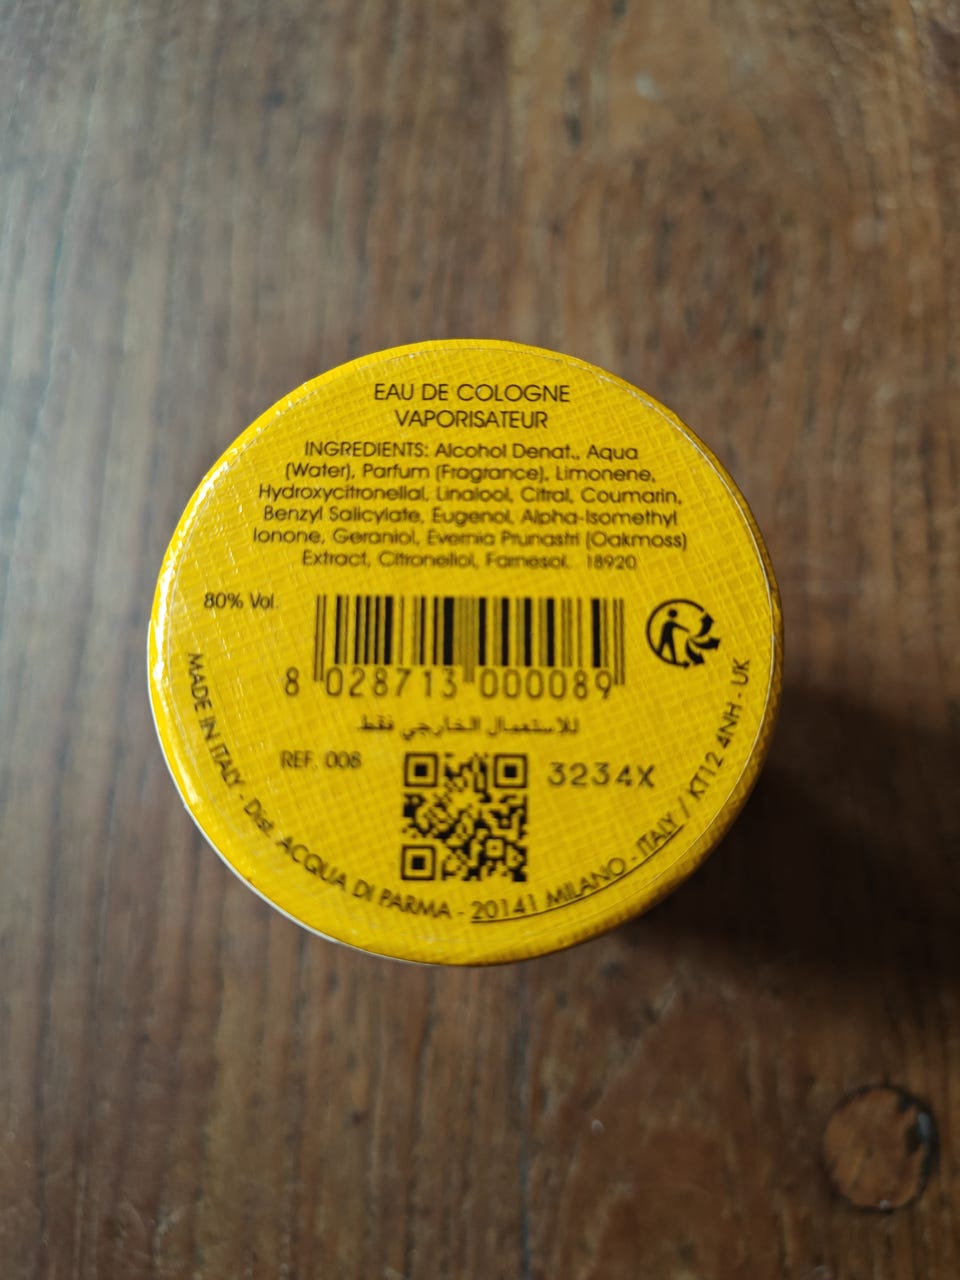 EAU DE COLOGNE
VAPORISATEUR
INGREDIENTS: Alcohol Denat., Aqua
(Water), Parfum (Fragrance), Limonene,
Hydroxycitronellal, Linalool, Citral, Coumarin,
Benzyl Salicylate, Eugenol, Alpha-Isomethyl
Ionone, Geraniol, Evernia Prunastri (Oakmoss)
Extract, Citronellol, Farnesol. 18920
80% Vol.
8 028713 000089
للاستعمال الخارجي فقط
REF. 008
3234X
MADE IN ITALY - Dist. ACQUA DI PARMA - 20141 MILANO - ITALY / KT12 4NH - UK